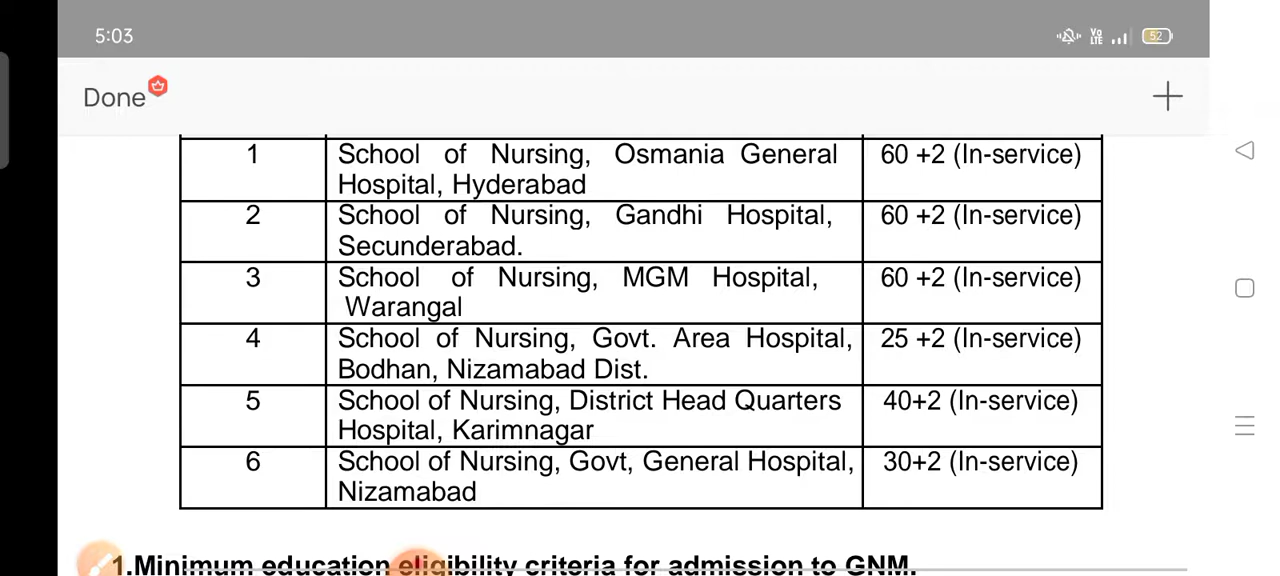 5:03
Vo LTE
52
Done
1 School of Nursing, Osmania General 60 +2 (In-service)
Hospital, Hyderabad
2 School of Nursing, Gandhi Hospital, 60 +2 (In-service)
Secunderabad.
3 School of Nursing, MGM Hospital, 60 +2 (In-service)
Warangal
4 School of Nursing, Govt. Area Hospital, 25 +2 (In-service)
Bodhan, Nizamabad Dist.
5 School of Nursing, District Head Quarters 40+2 (In-service)
Hospital, Karimnagar
6 School of Nursing, Govt, General Hospital, 30+2 (In-service)
Nizamabad
1.Minimum education eligibility criteria for admission to GNM.